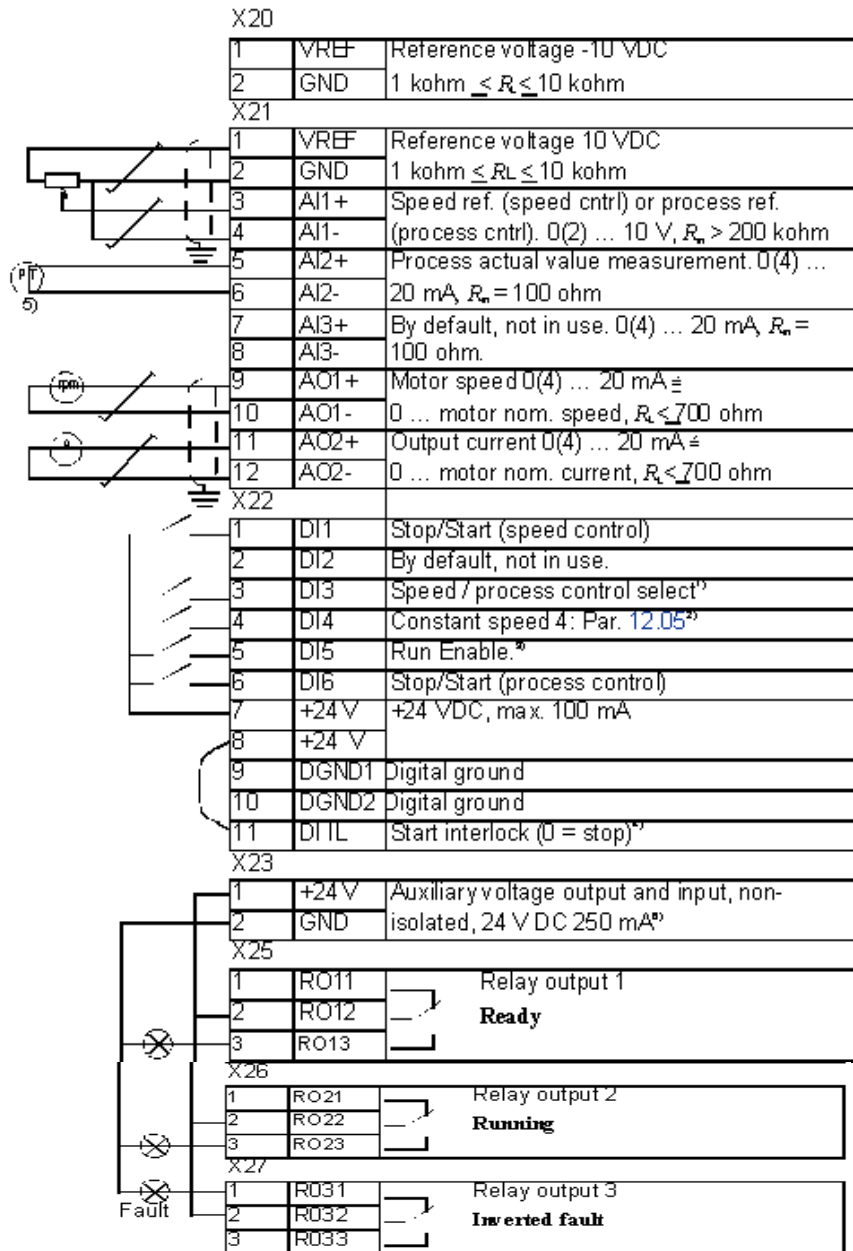 X20
1 VREF Reference voltage -10 VDC
2 GND 1 kohm ≤ RL ≤ 10 kohm
X21
1 VREF Reference voltage 10 VDC
2 GND 1 kohm ≤ RL ≤ 10 kohm
3 AI1+ Speed ref. (speed cntrl) or process ref.
4 AI1- (process cntrl). 0(2) ... 10 V, Rin > 200 kohm
5 AI2+ Process actual value measurement. 0(4) ...
6 AI2- 20 mA, Rin = 100 ohm
P T
5)
7 AI3+ By default, not in use. 0(4) ... 20 mA, Rin =
8 AI3- 100 ohm.
rpm
9 AO1+ Motor speed 0(4) ... 20 mA ≙
10 AO1- 0 ... motor nom. speed, RL ≤ 700 ohm
11 AO2+ Output current 0(4) ... 20 mA ≙
12 AO2- 0 ... motor nom. current, RL ≤ 700 ohm
X22
1 DI1 Stop/Start (speed control)
2 DI2 By default, not in use.
3 DI3 Speed / process control select 1)
4 DI4 Constant speed 4: Par. 12.05 2)
5 DI5 Run Enable.
6 DI6 Stop/Start (process control)
7 +24 V +24 VDC, max. 100 mA
8 +24 V
9 DGND1 Digital ground
10 DGND2 Digital ground
11 DIIL Start interlock (0 = stop)
X23
1 +24 V Auxiliary voltage output and input, non-
2 GND isolated, 24 V DC 250 mA
X25
1 RO11 Relay output 1
2 RO12 Ready
3 RO13
X26
1 RO21 Relay output 2
2 RO22 Running
3 RO23
X27
1 RO31 Relay output 3
Fault
2 RO32 Inverted fault
3 RO33